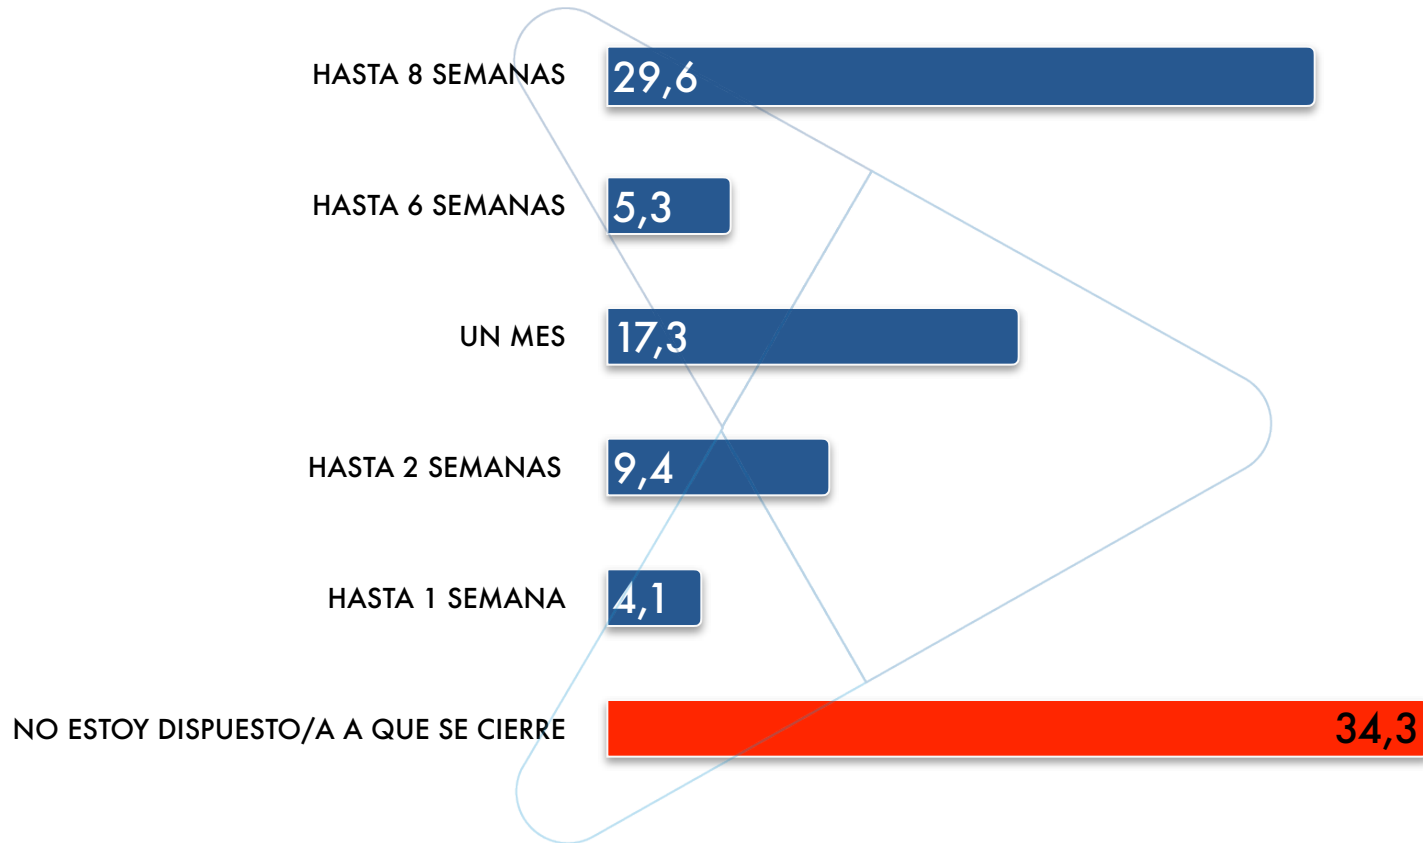 HASTA 8 SEMANAS 29,6
HASTA 6 SEMANAS 5,3
UN MES 17,3
HASTA 2 SEMANAS 9,4
HASTA 1 SEMANA 4,1
NO ESTOY DISPUESTO/A A QUE SE CIERRE 34,3